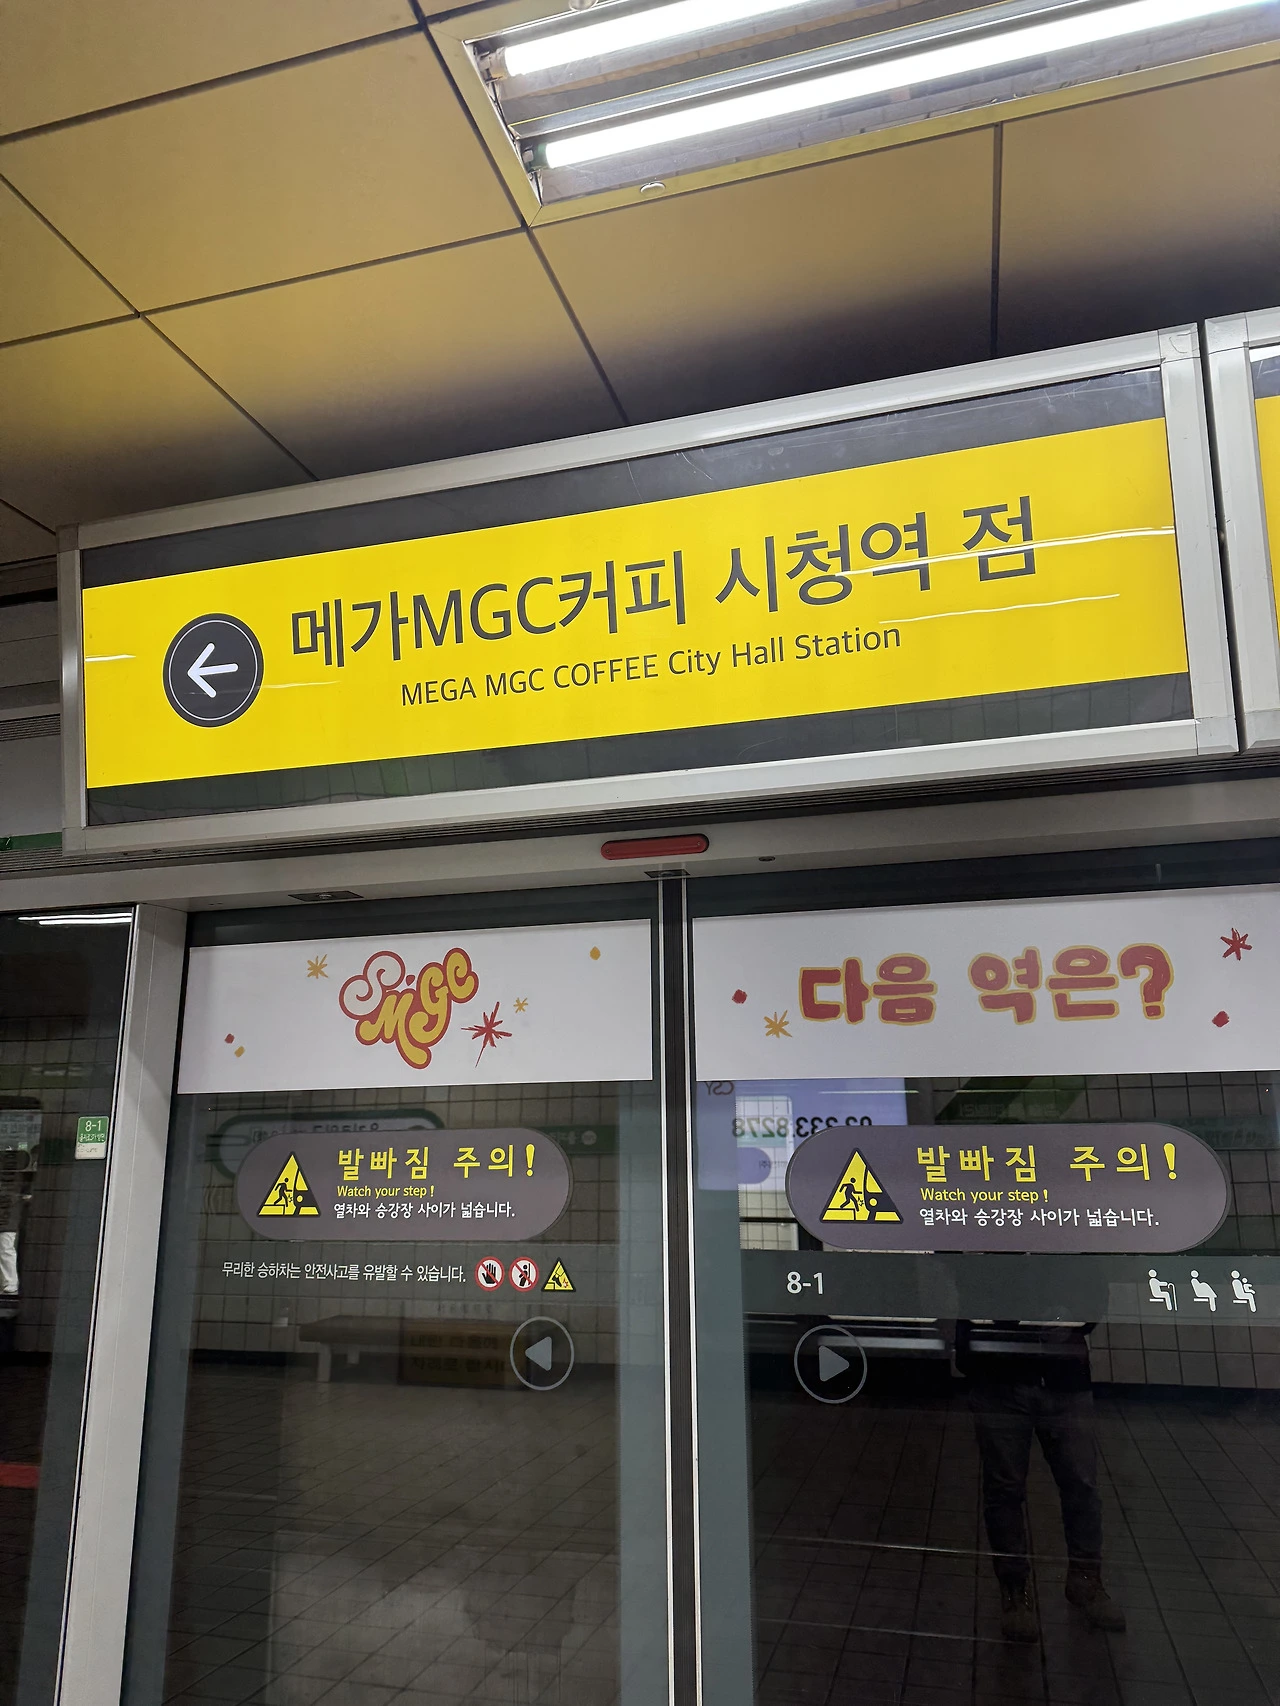 메가MGC커피 시청역 점
MEGA MGC COFFEE City Hall Station
SMGC
다음 역은?
8-1
발빠짐 주의!
Watch your step !
열차와 승강장 사이가 넓습니다.
무리한 승하차는 안전사고를 유발할 수 있습니다.
발빠짐 주의!
Watch your step !
열차와 승강장 사이가 넓습니다.
8-1